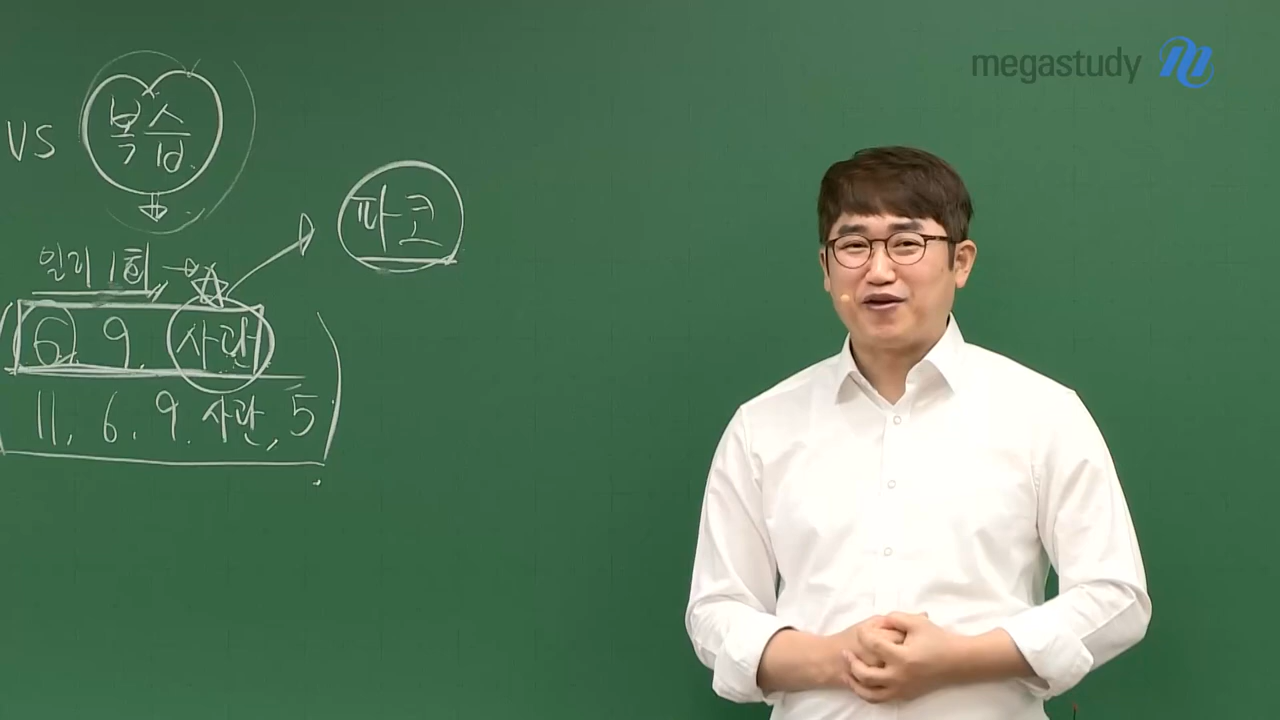 megastudy
VS 복습
파코
일리 1회 →
6. 9. 사관
11. 6. 9. 사관, 5